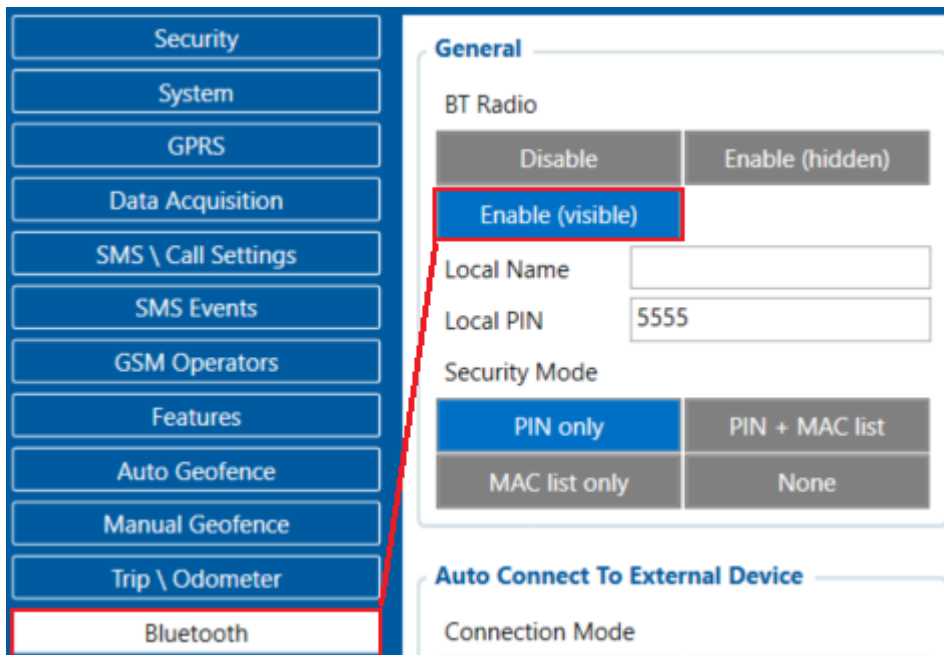 Security
System
GPRS
Data Acquisition
SMS \ Call Settings
SMS Events
GSM Operators
Features
Auto Geofence
Manual Geofence
Trip \ Odometer
Bluetooth
General
BT Radio
Disable Enable (hidden)
Enable (visible)
Local Name
Local PIN 5555
Security Mode
PIN only PIN + MAC list
MAC list only None
Auto Connect To External Device
Connection Mode